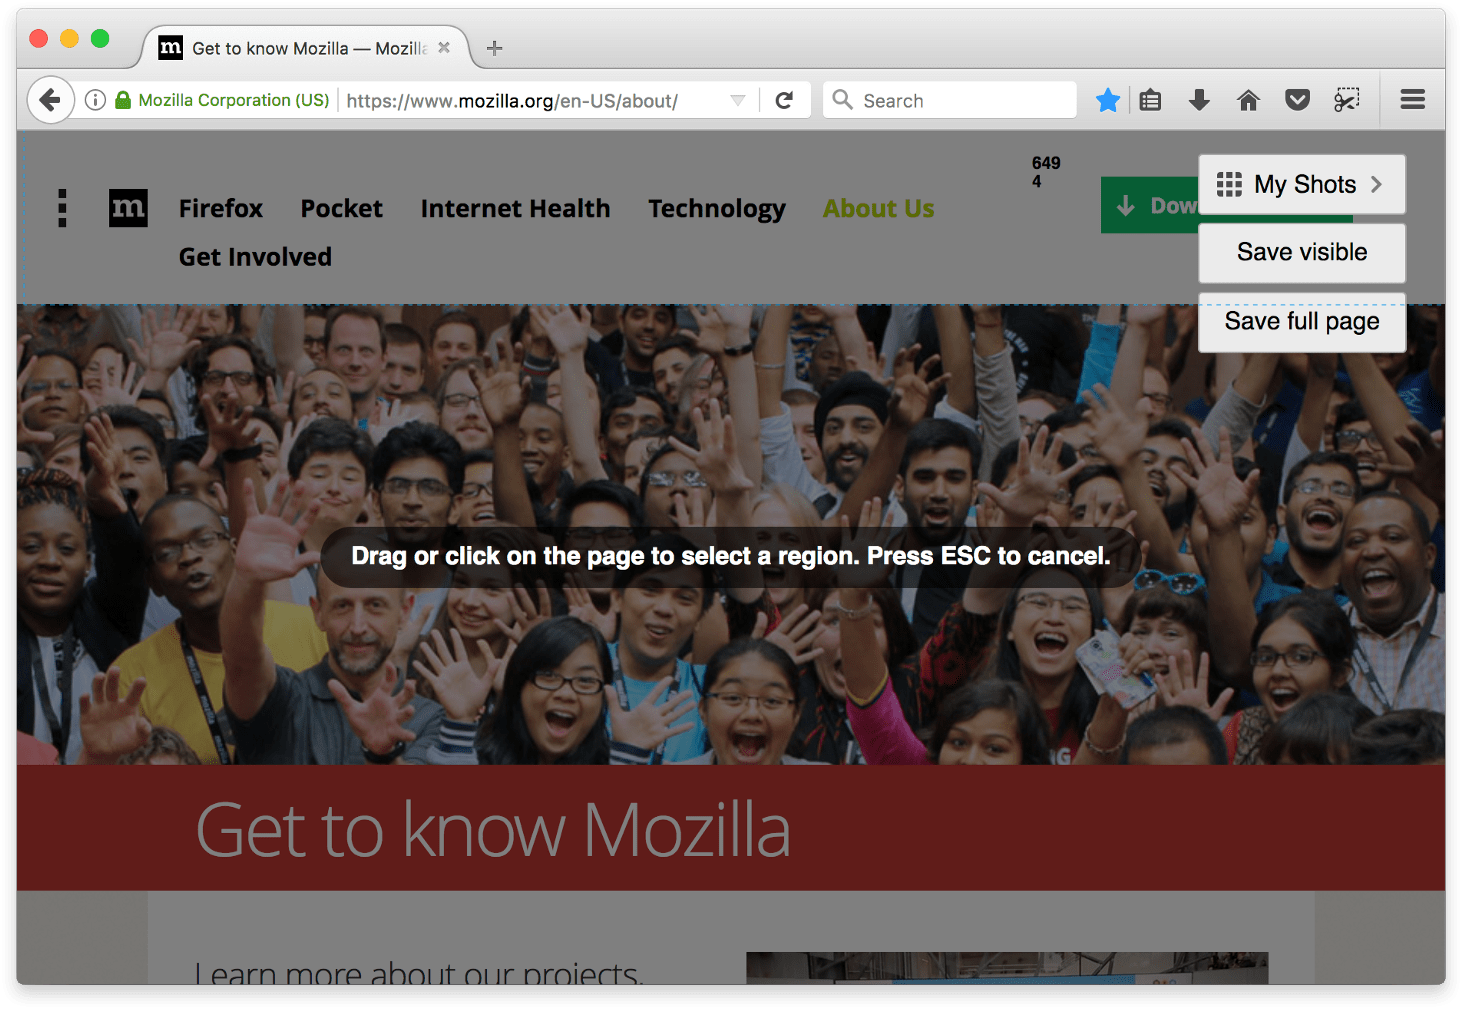 m Get to know Mozilla — Mozilla
Mozilla Corporation (US) https://www.mozilla.org/en-US/about/ Search
649
4
My Shots
m Firefox Pocket Internet Health Technology About Us
Dow
Get Involved
Save visible
Save full page
Drag or click on the page to select a region. Press ESC to cancel.
Get to know Mozilla
Learn more about our projects,